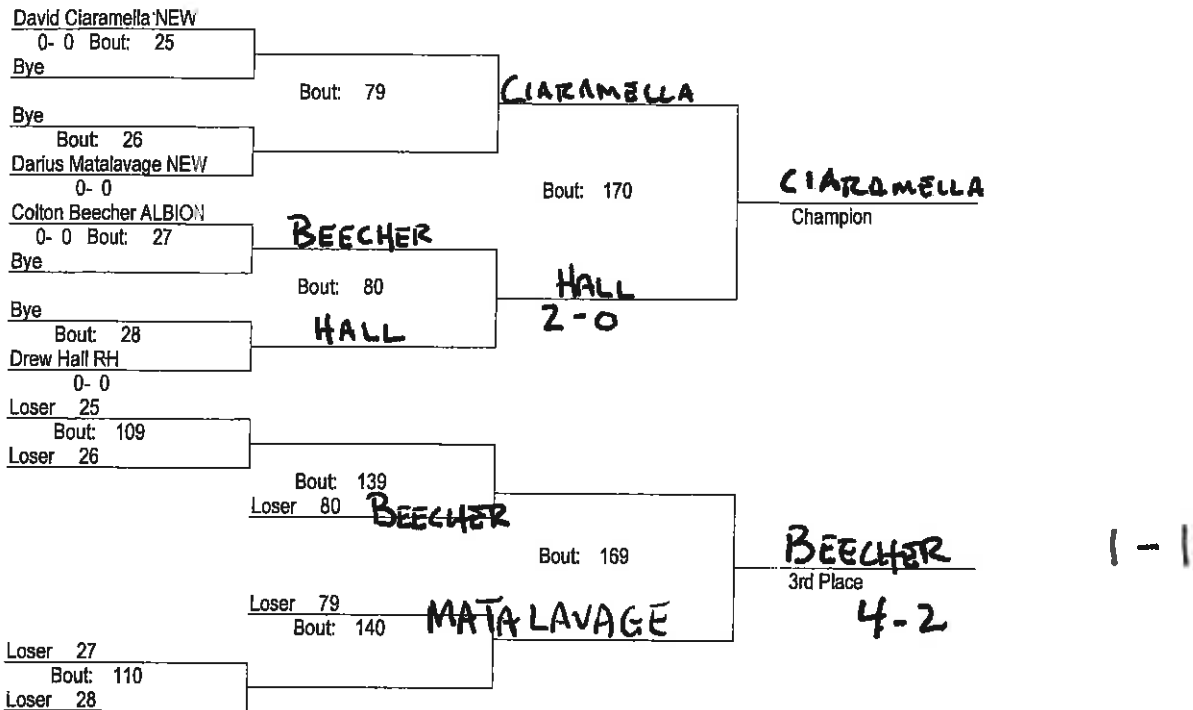 David Ciaramella NEW
0- 0 Bout: 25
Bye
Bout: 79
CIARAMELLA
Bye
Bout: 26
Darius Matalavage NEW
0- 0
Bout: 170
CIARAMELLA
Champion
Colton Beecher ALBION
0- 0 Bout: 27
BEECHER
Bye
Bout: 80
HALL
2-0
Bye
Bout: 28
HALL
Drew Hall RH
0- 0
Loser 25
Bout: 109
Loser 26
Bout: 139
Loser 80 BEECHER
Bout: 169
BEECHER 1-1
3rd Place
4-2
Loser 79
Bout: 140
MATALAVAGE
Loser 27
Bout: 110
Loser 28